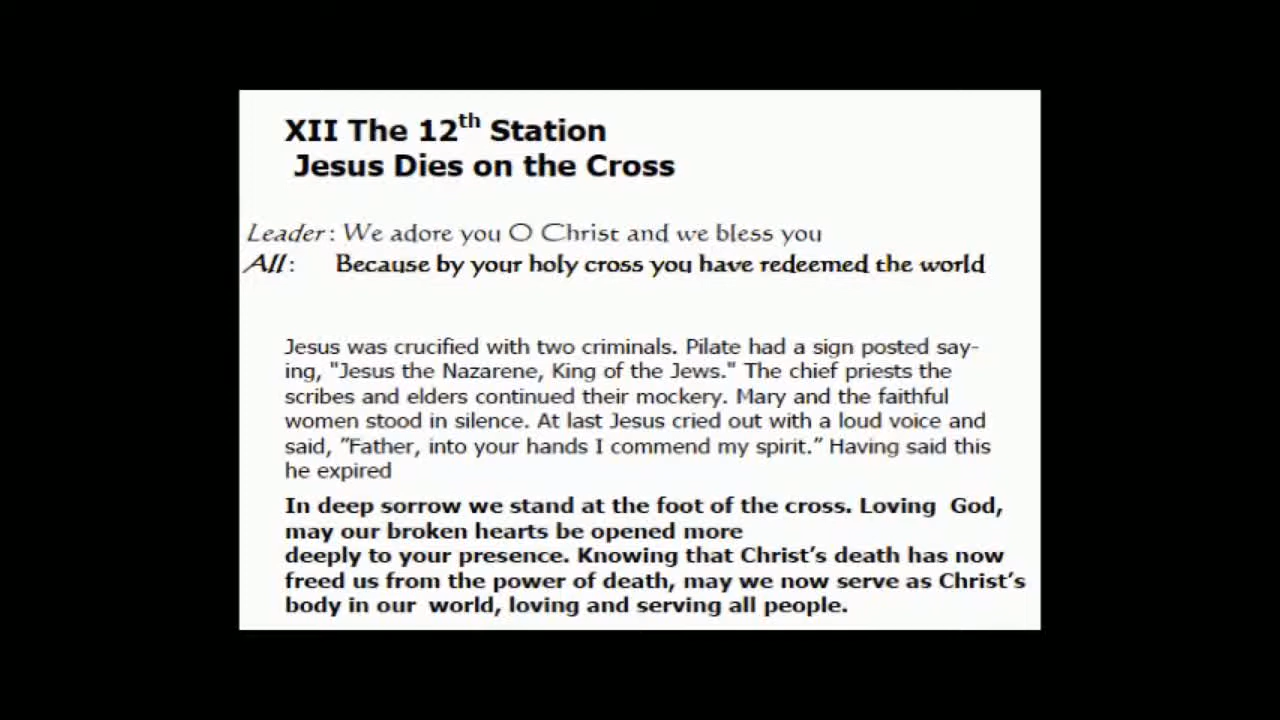 XII The 12th Station
Jesus Dies on the Cross
Leader: We adore you O Christ and we bless you
All: Because by your holy cross you have redeemed the world
Jesus was crucified with two criminals. Pilate had a sign posted say-
ing, "Jesus the Nazarene, King of the Jews." The chief priests the
scribes and elders continued their mockery. Mary and the faithful
women stood in silence. At last Jesus cried out with a loud voice and
said, ”Father, into your hands I commend my spirit.” Having said this
he expired
In deep sorrow we stand at the foot of the cross. Loving God,
may our broken hearts be opened more
deeply to your presence. Knowing that Christ’s death has now
freed us from the power of death, may we now serve as Christ’s
body in our world, loving and serving all people.